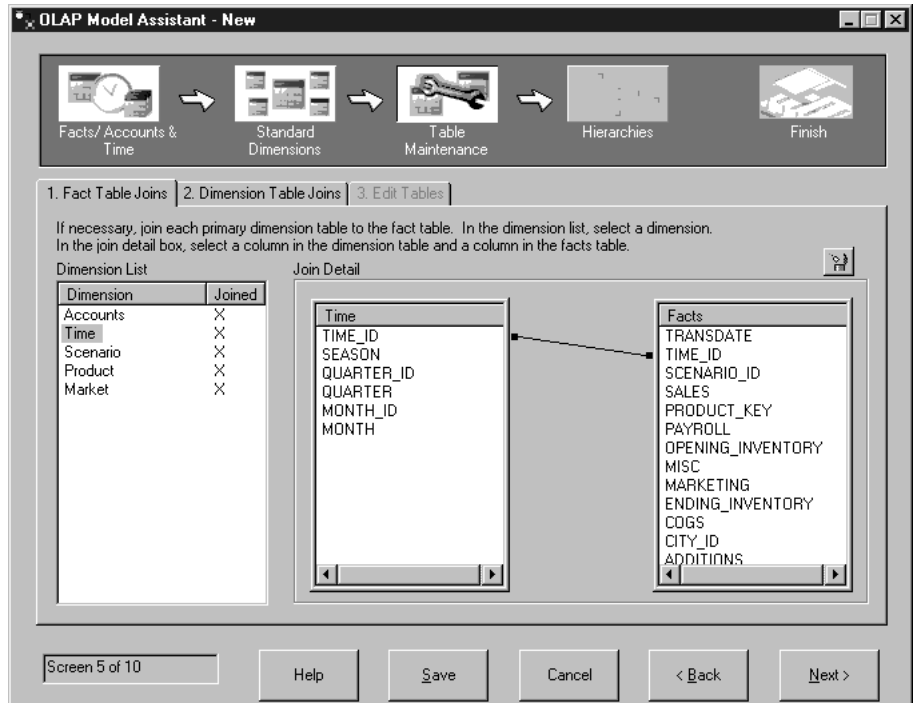 OLAP Model Assistant - New
Facts/ Accounts & Time
Standard Dimensions
Table Maintenance
Hierarchies
Finish
1. Fact Table Joins
2. Dimension Table Joins
3. Edit Tables
If necessary, join each primary dimension table to the fact table. In the dimension list, select a dimension.
In the join detail box, select a column in the dimension table and a column in the facts table.
Dimension List
Dimension Joined
Accounts X
Time X
Scenario X
Product X
Market X
Join Detail
Time
TIME_ID
SEASON
QUARTER_ID
QUARTER
MONTH_ID
MONTH
Facts
TRANSDATE
TIME_ID
SCENARIO_ID
SALES
PRODUCT_KEY
PAYROLL
OPENING_INVENTORY
MISC
MARKETING
ENDING_INVENTORY
COGS
CITY_ID
ADDITIONS
Screen 5 of 10
Help
Save
Cancel
< Back
Next >